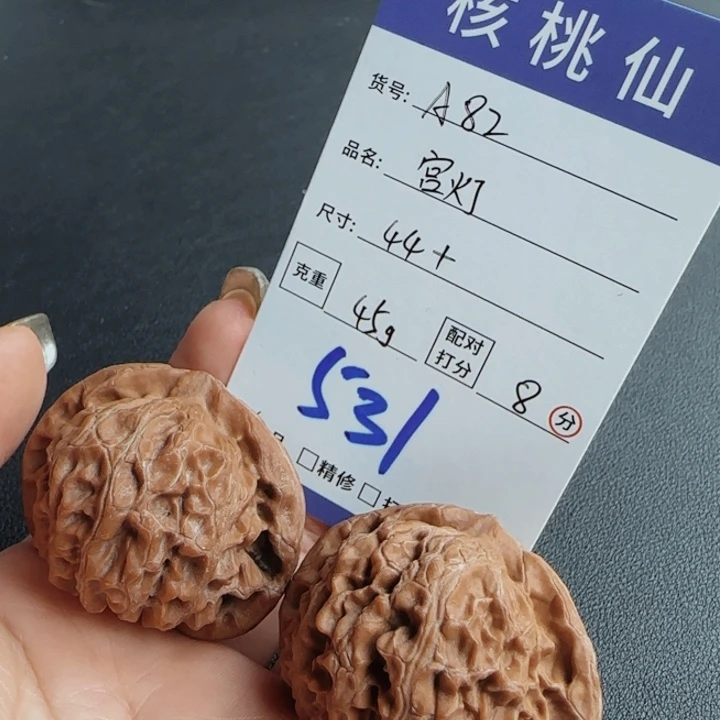 核桃仙
货号: A82
品名: 宫灯
尺寸: 44+
克重 45g 配对打分 8 分
531
□精修 □